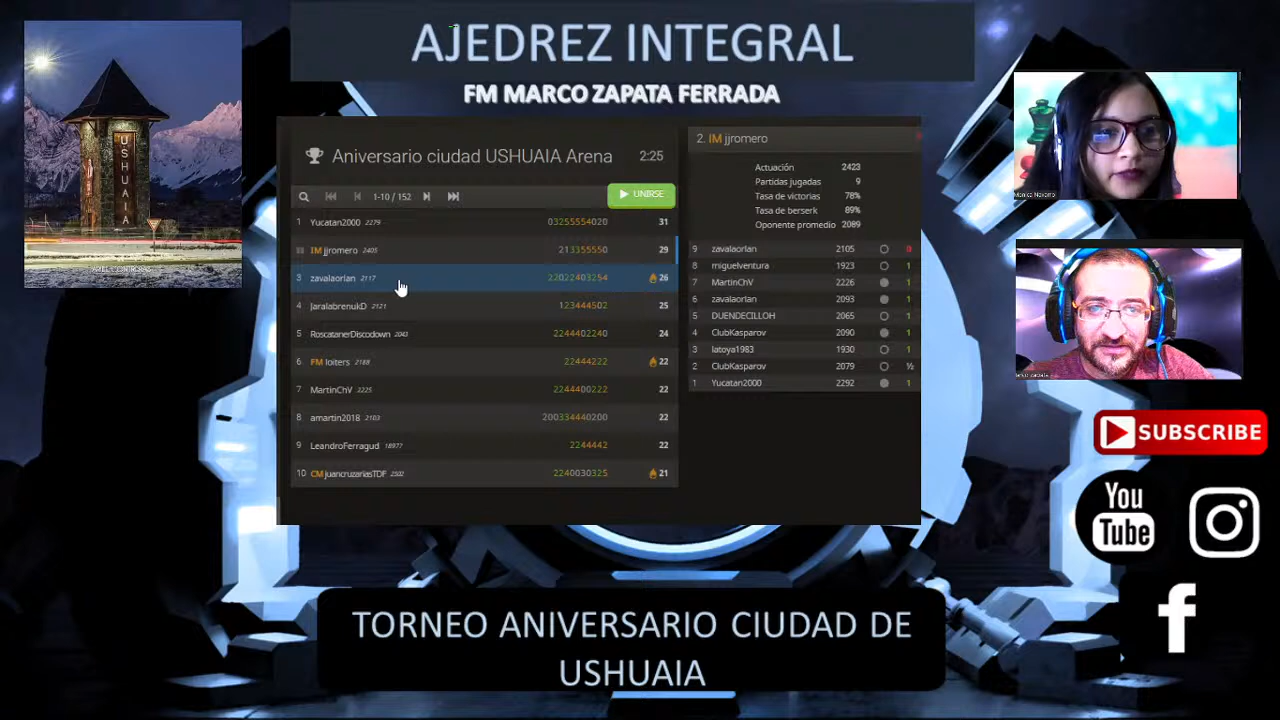 AJEDREZ INTEGRAL
FM MARCO ZAPATA FERRADA
USHUAIA
Aniversario ciudad USHUAIA Arena 2:25
1-10 / 152 UNIRSE
1 Yucatan2000 2279 03255554020 31
IM jjromero 2405 213355550 29
3 zavalaorlan 2117 22022403254 26
4 JaralabrenukD 2121 123444502 25
5 RoscatanerDiscodown 2043 2244402240 24
6 FM loiters 2188 22444222 22
7 MartinChV 2225 2244400222 22
8 amartin2018 2103 200334440200 22
9 LeandroFerragud 2244442 22
10 CM juancruzariasTDF 2240030325 21
2. IM jjromero
Actuación 2423
Partidas jugadas 9
Tasa de victorias 78%
Tasa de berserk 89%
Oponente promedio 2089
9 zavalaorlan 2105 0
8 miguelventura 1923 1
7 MartinChV 2226 1
6 zavalaorlan 2093 1
5 DUENDECILLOH 2065 1
4 ClubKasparov 2090 1
3 latoya1983 1930 1
2 ClubKasparov 2079 ½
1 Yucatan2000 2292 1
SUBSCRIBE
You
Tube
TORNEO ANIVERSARIO CIUDAD DE
USHUAIA